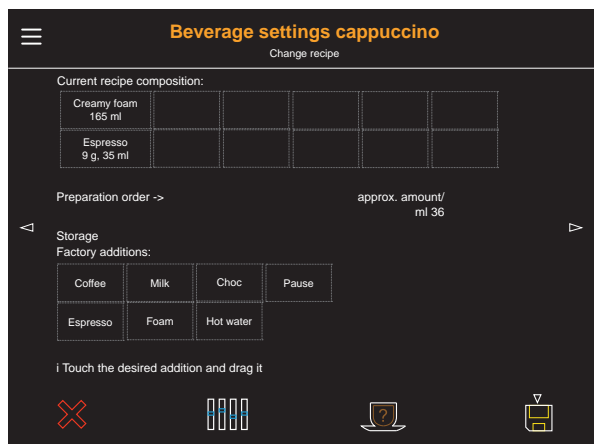 Beverage settings cappuccino
Change recipe
Current recipe composition:
Creamy foam
165 ml
Espresso
9 g, 35 ml
Preparation order ->
approx. amount/
ml 36
Storage
Factory additions:
Coffee
Milk
Choc
Pause
Espresso
Foam
Hot water
i Touch the desired addition and drag it
?